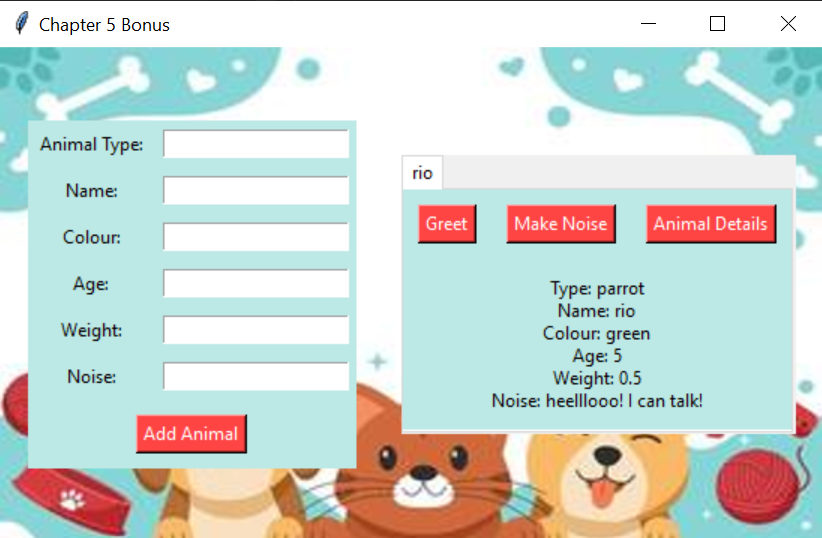 Chapter 5 Bonus
Animal Type:
Name:
Colour:
Age:
Weight:
Noise:
Add Animal
rio
Greet Make Noise Animal Details
Type: parrot
Name: rio
Colour: green
Age: 5
Weight: 0.5
Noise: heelllooo! I can talk!